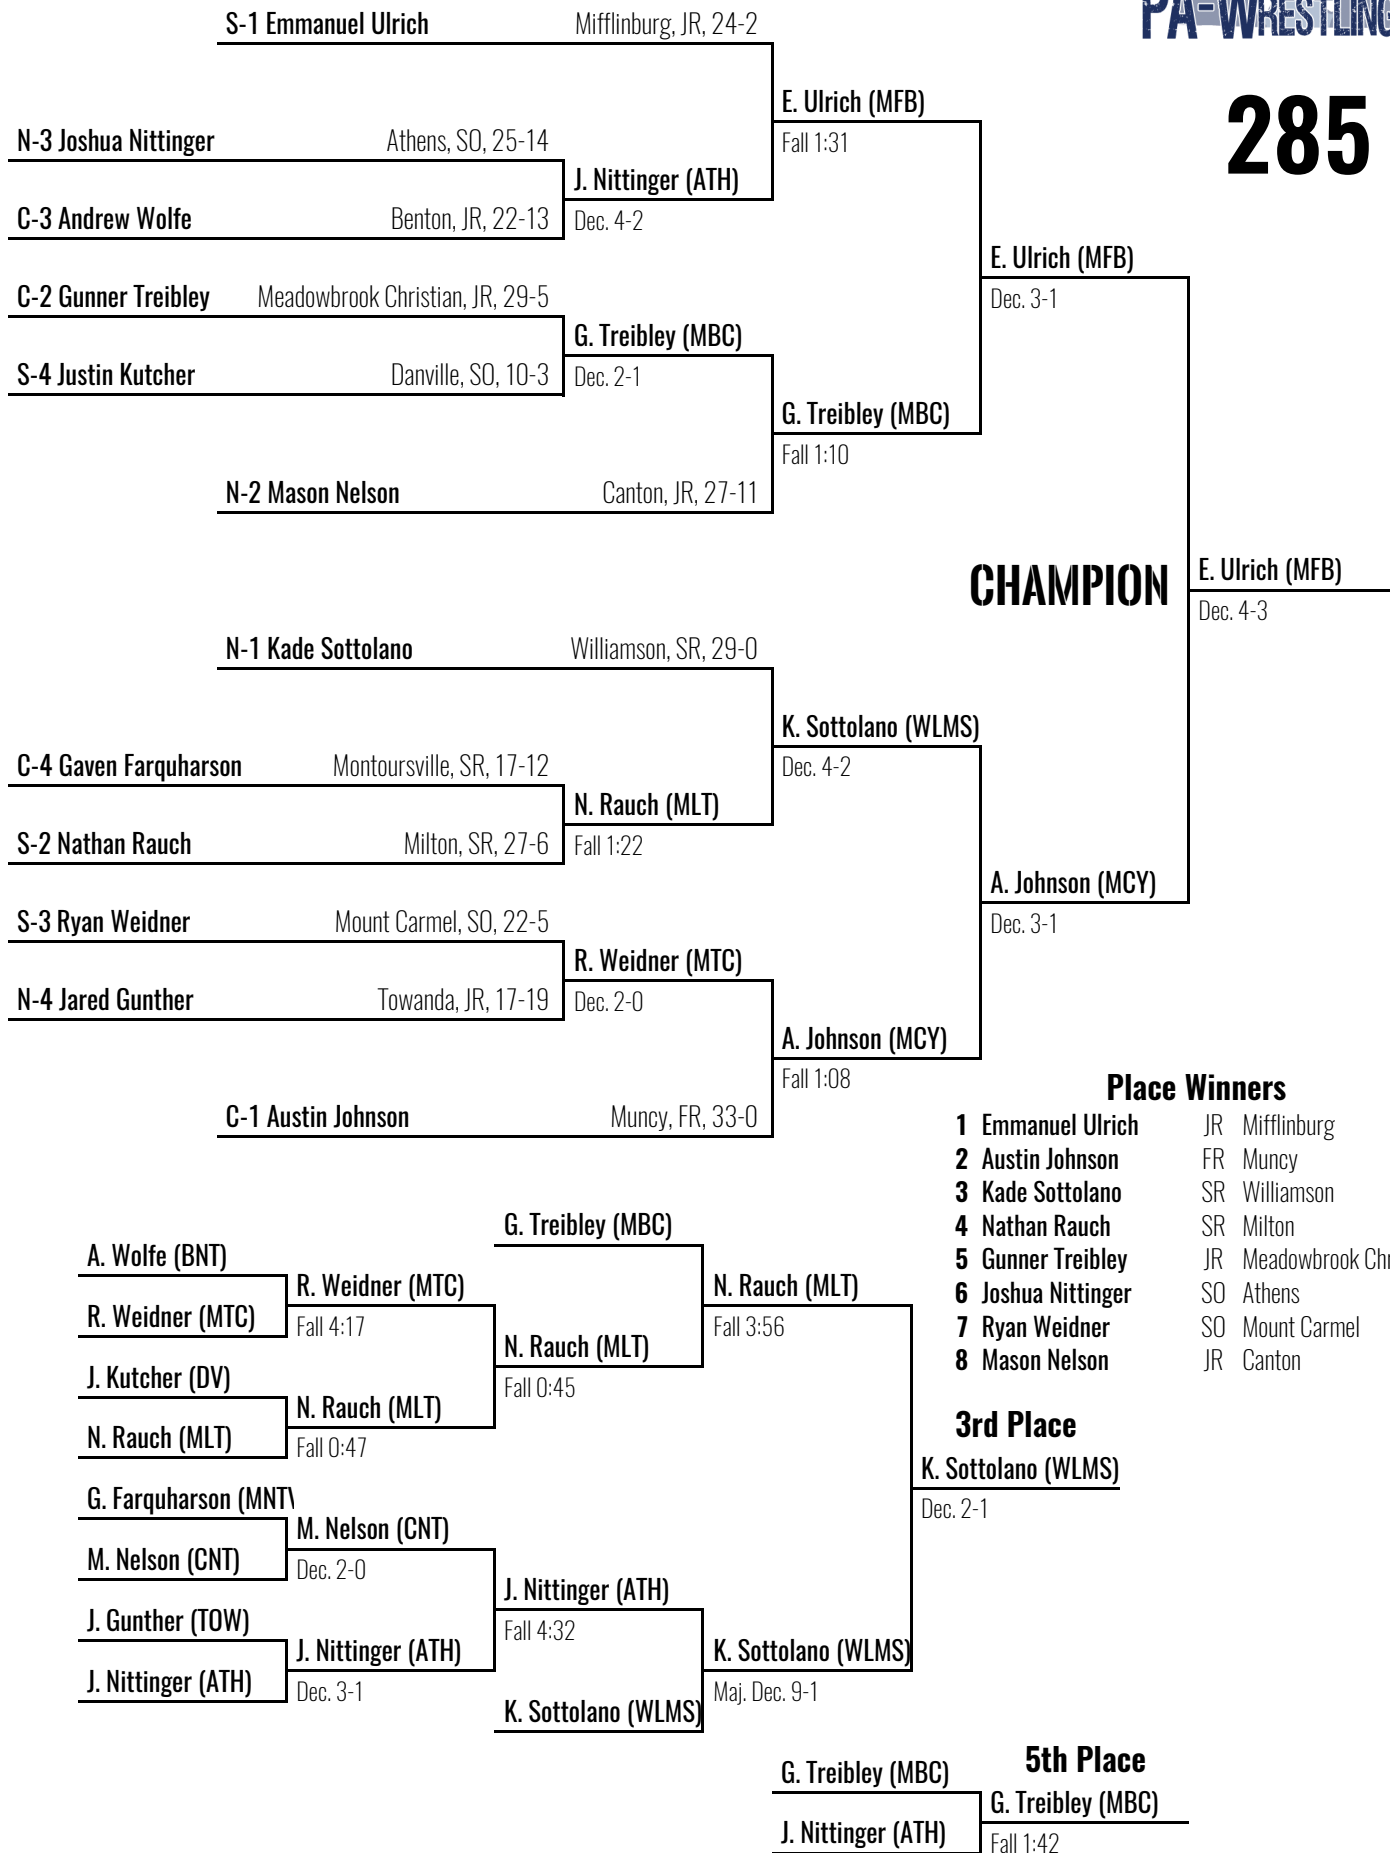 PA-WRESTLING
285
S-1 Emmanuel Ulrich Mifflinburg, JR, 24-2
E. Ulrich (MFB)
Fall 1:31
N-3 Joshua Nittinger Athens, SO, 25-14
J. Nittinger (ATH)
Dec. 4-2
C-3 Andrew Wolfe Benton, JR, 22-13
E. Ulrich (MFB)
Dec. 3-1
C-2 Gunner Treibley Meadowbrook Christian, JR, 29-5
G. Treibley (MBC)
Dec. 2-1
S-4 Justin Kutcher Danville, SO, 10-3
G. Treibley (MBC)
Fall 1:10
N-2 Mason Nelson Canton, JR, 27-11
CHAMPION
E. Ulrich (MFB)
Dec. 4-3
N-1 Kade Sottolano Williamson, SR, 29-0
K. Sottolano (WLMS)
Dec. 4-2
C-4 Gaven Farquharson Montoursville, SR, 17-12
N. Rauch (MLT)
Fall 1:22
S-2 Nathan Rauch Milton, SR, 27-6
A. Johnson (MCY)
Dec. 3-1
S-3 Ryan Weidner Mount Carmel, SO, 22-5
R. Weidner (MTC)
Dec. 2-0
N-4 Jared Gunther Towanda, JR, 17-19
A. Johnson (MCY)
Fall 1:08
C-1 Austin Johnson Muncy, FR, 33-0
Place Winners
1 Emmanuel Ulrich JR Mifflinburg
2 Austin Johnson FR Muncy
3 Kade Sottolano SR Williamson
4 Nathan Rauch SR Milton
5 Gunner Treibley JR Meadowbrook Chr
6 Joshua Nittinger SO Athens
7 Ryan Weidner SO Mount Carmel
8 Mason Nelson JR Canton
G. Treibley (MBC)
A. Wolfe (BNT)
R. Weidner (MTC)
Fall 4:17
R. Weidner (MTC)
N. Rauch (MLT)
Fall 3:56
N. Rauch (MLT)
Fall 0:45
J. Kutcher (DV)
N. Rauch (MLT)
Fall 0:47
N. Rauch (MLT)
3rd Place
K. Sottolano (WLMS)
Dec. 2-1
G. Farquharson (MNTV
M. Nelson (CNT)
Dec. 2-0
M. Nelson (CNT)
J. Nittinger (ATH)
Fall 4:32
J. Gunther (TOW)
J. Nittinger (ATH)
Dec. 3-1
J. Nittinger (ATH)
K. Sottolano (WLMS)
Maj. Dec. 9-1
K. Sottolano (WLMS)
5th Place
G. Treibley (MBC)
G. Treibley (MBC)
Fall 1:42
J. Nittinger (ATH)